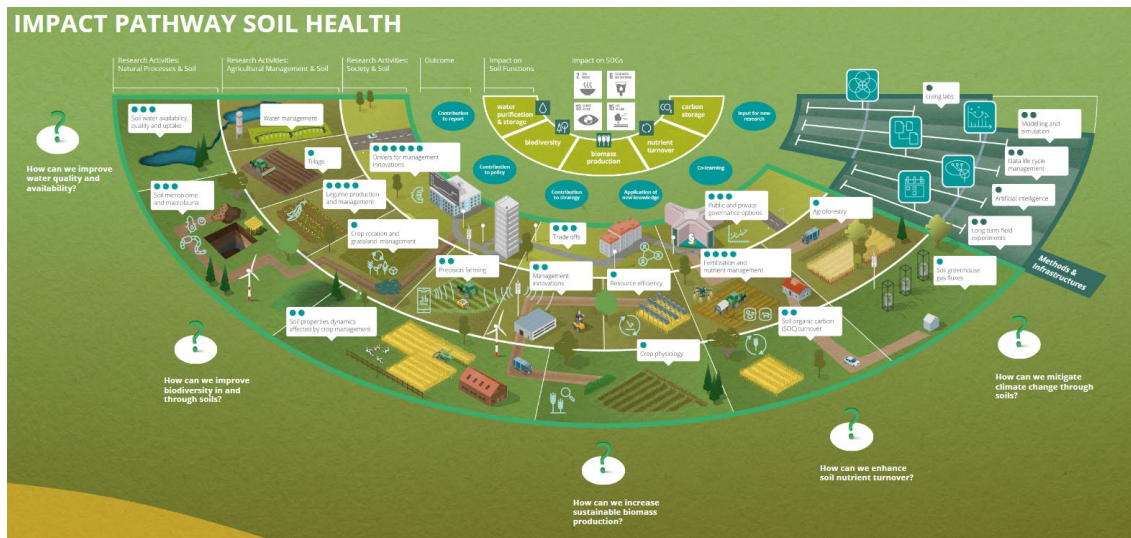 IMPACT PATHWAY SOIL HEALTH
Research Activities:
Natural Processes & Soil
Research Activities:
Agricultural Management & Soil
Research Activities:
Society & Soil
Outcome
Impact on
Soil Functions
Impact on SDGs
water
purification
& storage
biodiversity
biomass
production
nutrient
turnover
carbon
storage
Contribution
to report
Contribution
to policy
Contribution
to strategy
Application of
new knowledge
Co-learning
Input for new
research
Soil water availability,
quality and uptake
Water management
Tillage
Drivers for management
innovations
Soil microbiome
and macrofauna
Legume production
and management
Crop rotation and
grassland management
Precision farming
Trade offs
Management
innovations
Resource efficiency
Public and private
governance options
Fertilisation and
nutrient management
Agroforestry
Soil greenhouse
gas fluxes
Soil organic carbon
(SOC) turnover
Soil properties dynamics
affected by crop management
Crop physiology
Living labs
Modelling and
simulation
Data life cycle
management
Artificial intelligence
Long term field
experiments
Methods &
Infrastructures
How can we improve
water quality and
availability?
How can we improve
biodiversity in and
through soils?
How can we increase
sustainable biomass
production?
How can we enhance
soil nutrient turnover?
How can we mitigate
climate change through
soils?